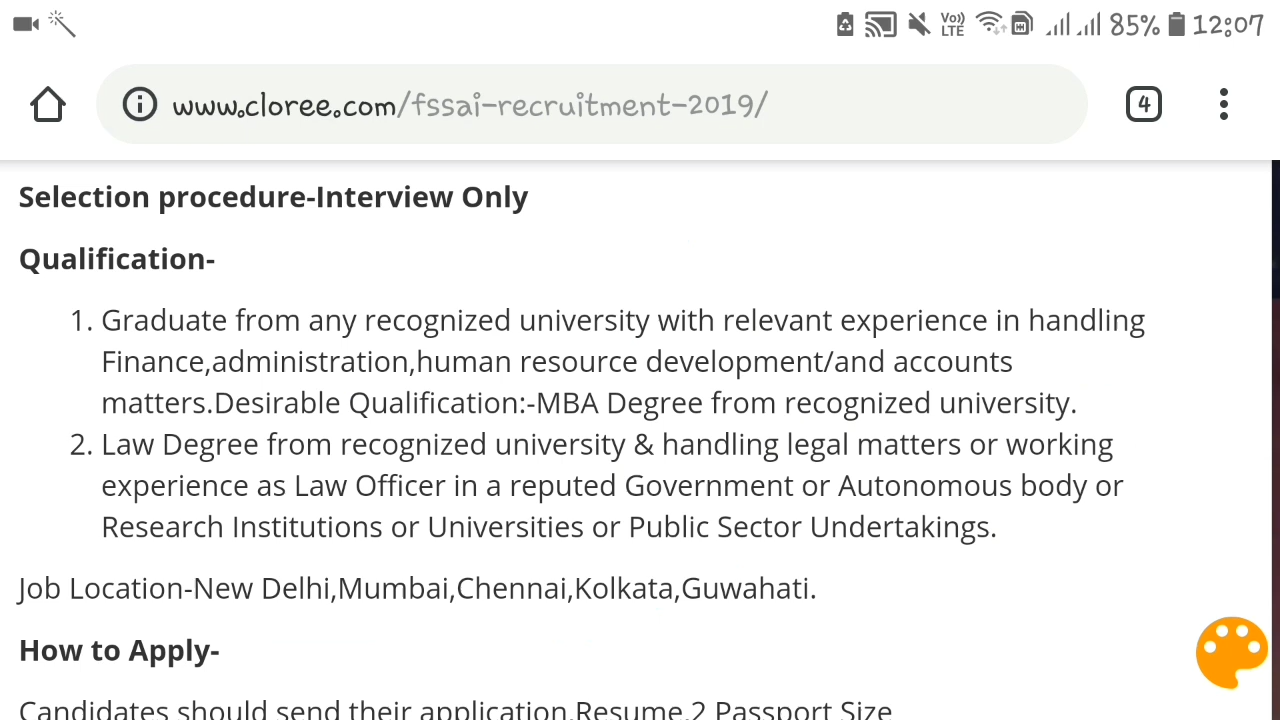 Vo))
LTE
85%
12:07
www.cloree.com/fssai-recruitment-2019/
4
Selection procedure-Interview Only
Qualification-
1. Graduate from any recognized university with relevant experience in handling
Finance,administration,human resource development/and accounts
matters.Desirable Qualification:-MBA Degree from recognized university.
2. Law Degree from recognized university & handling legal matters or working
experience as Law Officer in a reputed Government or Autonomous body or
Research Institutions or Universities or Public Sector Undertakings.
Job Location-New Delhi,Mumbai,Chennai,Kolkata,Guwahati.
How to Apply-
Candidates should send their application,Resume,2 Passport Size